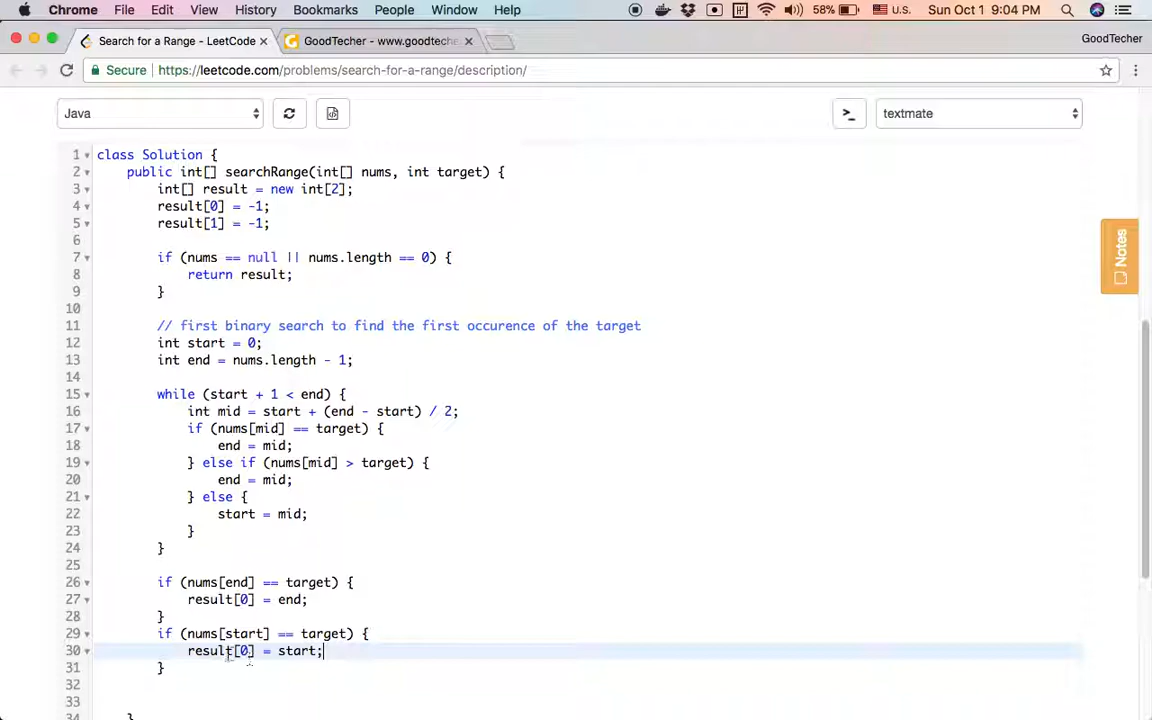 Chrome File Edit View History Bookmarks People Window Help 58% U.S. Sun Oct 1 9:04 PM
Search for a Range - LeetCode GoodTecher - www.goodteche GoodTecher
Secure https://leetcode.com/problems/search-for-a-range/description/
Java >_ textmate
1 class Solution {
2 public int[] searchRange(int[] nums, int target) {
3 int[] result = new int[2];
4 result[0] = -1;
5 result[1] = -1;
6
7 if (nums == null || nums.length == 0) {
8 return result;
9 }
10
11 // first binary search to find the first occurence of the target
12 int start = 0;
13 int end = nums.length - 1;
14
15 while (start + 1 < end) {
16 int mid = start + (end - start) / 2;
17 if (nums[mid] == target) {
18 end = mid;
19 } else if (nums[mid] > target) {
20 end = mid;
21 } else {
22 start = mid;
23 }
24 }
25
26 if (nums[end] == target) {
27 result[0] = end;
28 }
29 if (nums[start] == target) {
30 result[0] = start;
31 }
32
33
34 }
Notes